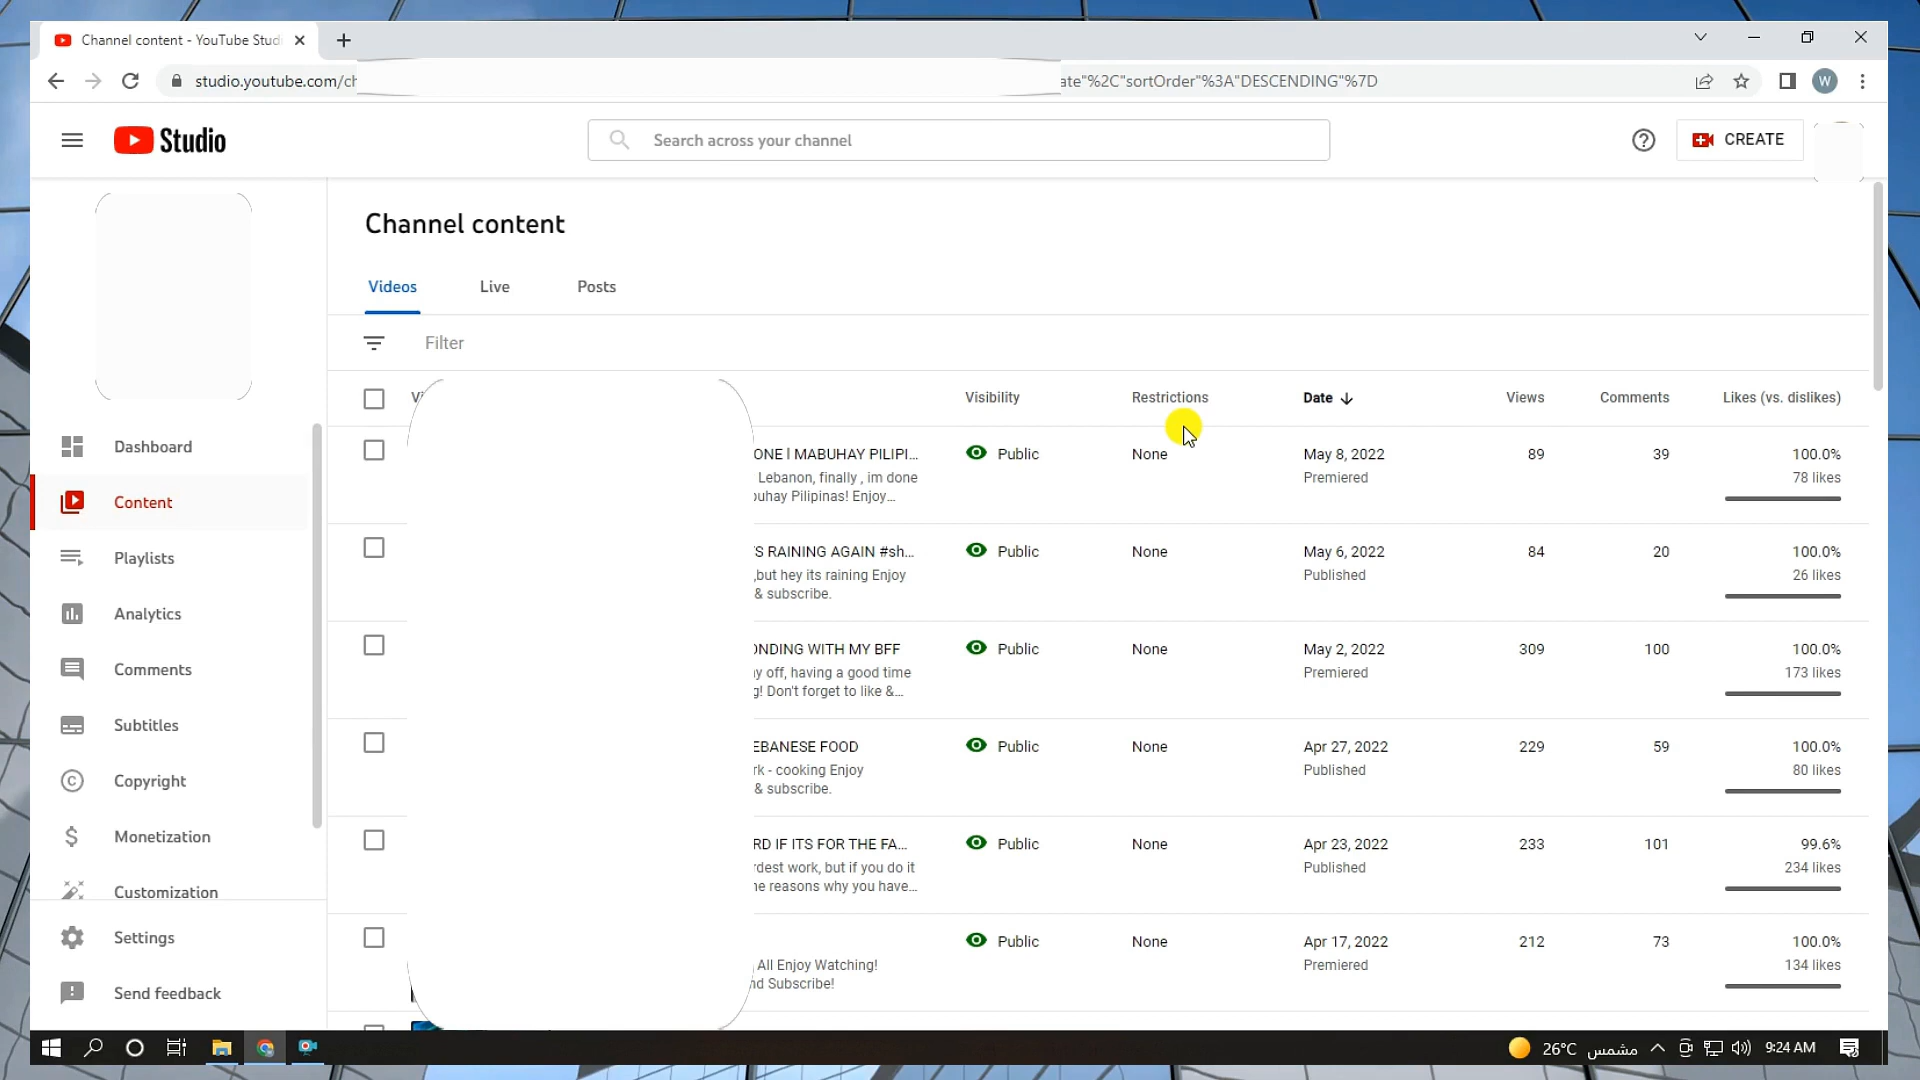 Channel content - YouTube Studi
studio.youtube.com/ch
ate"%2C"sortOrder"%3A"DESCENDING"%7D
W
Studio
Search across your channel
CREATE
Channel content
Videos
Live
Posts
Filter
Visibility
Restrictions
Date
Views
Comments
Likes (vs. dislikes)
ONE l MABUHAY PILIPI...
Lebanon, finally , im done
buhay Pilipinas! Enjoy...
Public
None
May 8, 2022
Premiered
89
39
100.0%
78 likes
S RAINING AGAIN #sh...
,but hey its raining Enjoy
& subscribe.
Public
None
May 6, 2022
Published
84
20
100.0%
26 likes
ONDING WITH MY BFF
y off, having a good time
g! Don't forget to like &...
Public
None
May 2, 2022
Premiered
309
100
100.0%
173 likes
EBANESE FOOD
rk - cooking Enjoy
& subscribe.
Public
None
Apr 27, 2022
Published
229
59
100.0%
80 likes
RD IF ITS FOR THE FA...
rdest work, but if you do it
he reasons why you have...
Public
None
Apr 23, 2022
Published
233
101
99.6%
234 likes
All Enjoy Watching!
nd Subscribe!
Public
None
Apr 17, 2022
Premiered
212
73
100.0%
134 likes
Dashboard
Content
Playlists
Analytics
Comments
Subtitles
Copyright
Monetization
Customization
Settings
Send feedback
26°C مشمس
9:24 AM